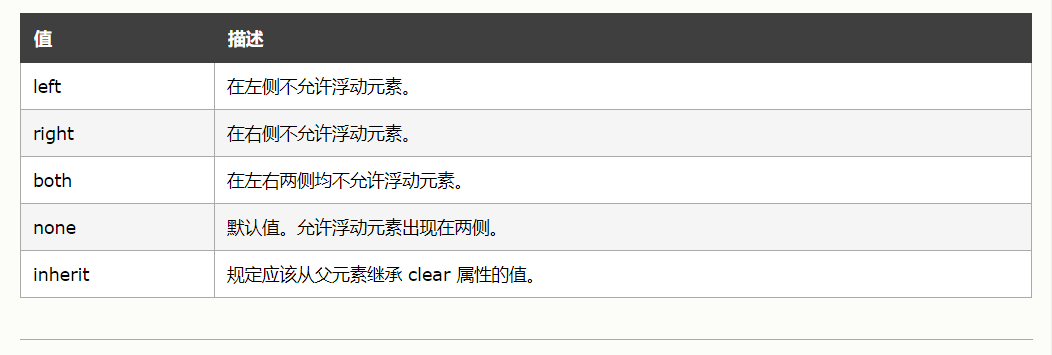 值 描述
left 在左侧不允许浮动元素。
right 在右侧不允许浮动元素。
both 在左右两侧均不允许浮动元素。
none 默认值。允许浮动元素出现在两侧。
inherit 规定应该从父元素继承 clear 属性的值。